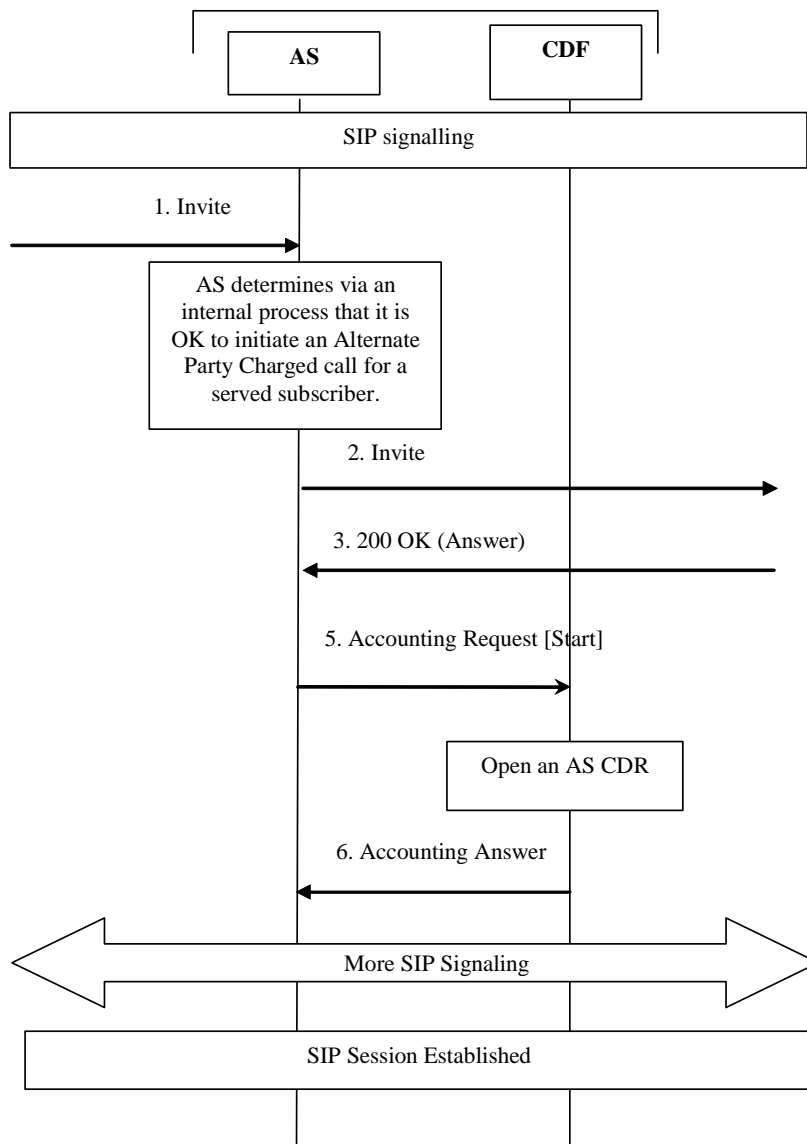 AS
CDF
SIP signalling
1. Invite
AS determines via an
internal process that it is
OK to initiate an Alternate
Party Charged call for a
served subscriber.
2. Invite
3. 200 OK (Answer)
5. Accounting Request [Start]
Open an AS CDR
6. Accounting Answer
More SIP Signaling
SIP Session Established